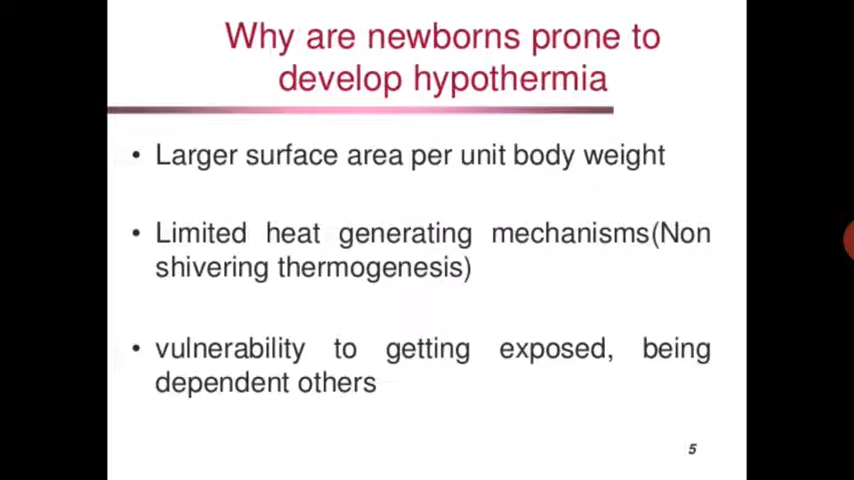 Why are newborns prone to
develop hypothermia
• Larger surface area per unit body weight
• Limited heat generating mechanisms(Non
shivering thermogenesis)
• vulnerability to getting exposed, being
dependent others
5